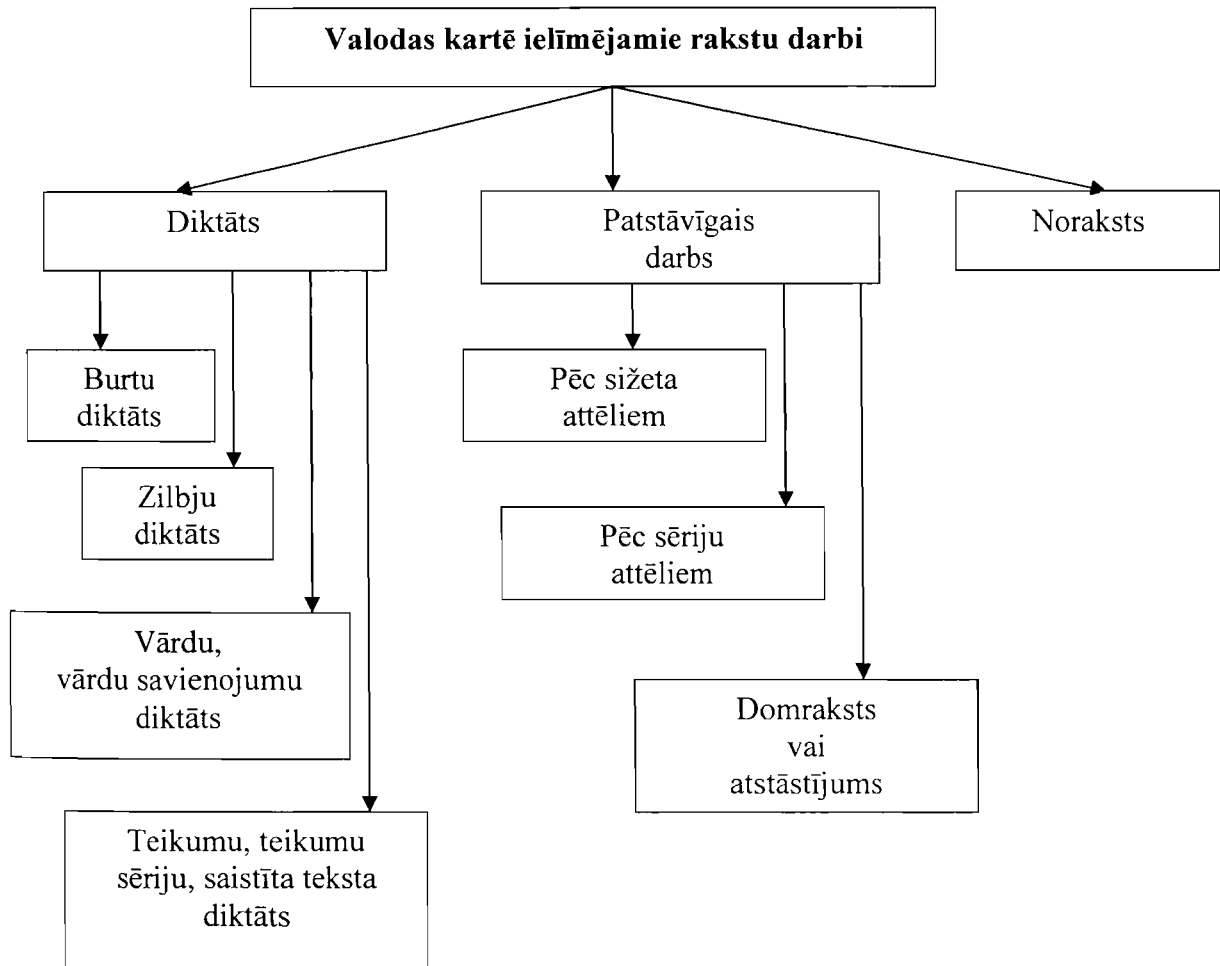 Valodas kartē ielīmējamie rakstu darbi
Diktāts
Patstāvīgais
darbs
Noraksts
Burtu
diktāts
Pēc sižeta
attēliem
Zilbju
diktāts
Pēc sēriju
attēliem
Vārdu,
vārdu savienojumu
diktāts
Domraksts
vai
atstāstījums
Teikumu, teikumu
sēriju, saistīta teksta
diktāts